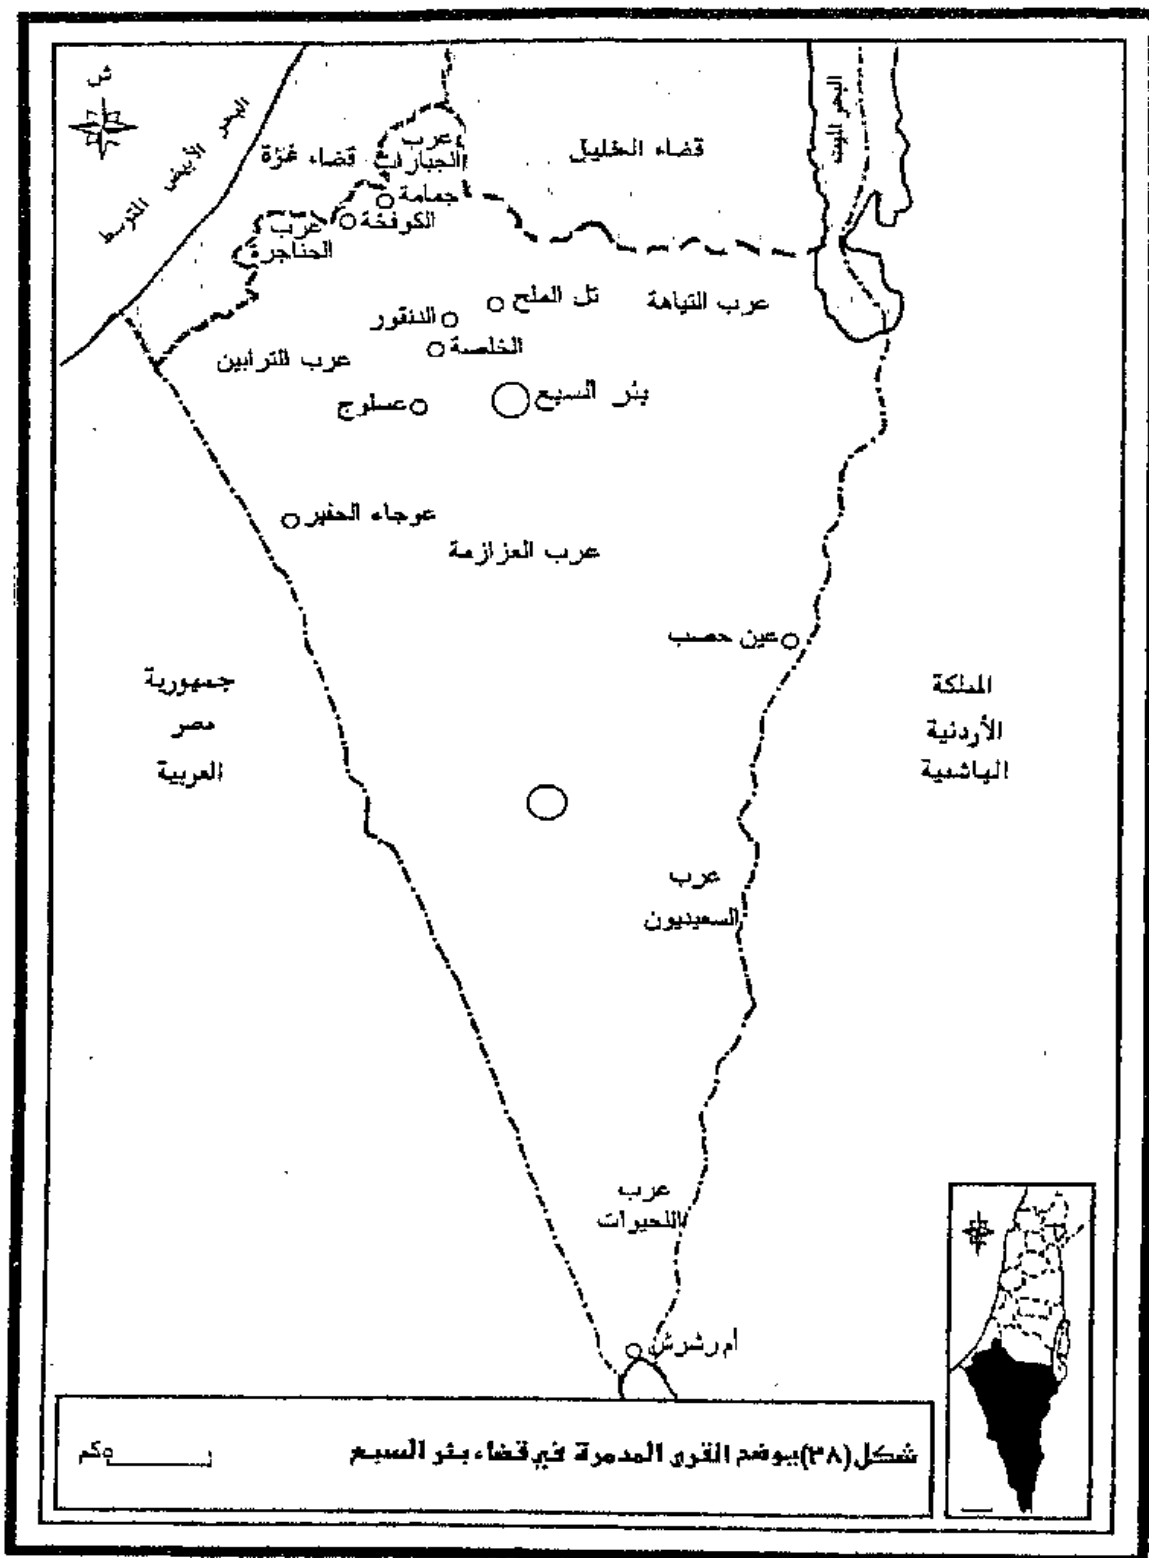 ش
البحر الأبيض المتوسط
البحر الميت
عرب
الجبارات
قضاء غزة
قضاء الخليل
جمامة
الكوفخة
عرب
الحناجر
تل الملح
عرب التياهة
الدنقور
الخلصة
عرب الترابين
بئر السبع
عسلوج
عوجاء الحفير
عرب العزازمة
عين حصب
جمهورية
مصر
العربية
المملكة
الأردنية
الهاشمية
عرب
السعيديون
عرب
اللحيوات
أم رشرش
شكل (٣٨) يوضح القرى المدمرة في قضاء بئر السبع
كم